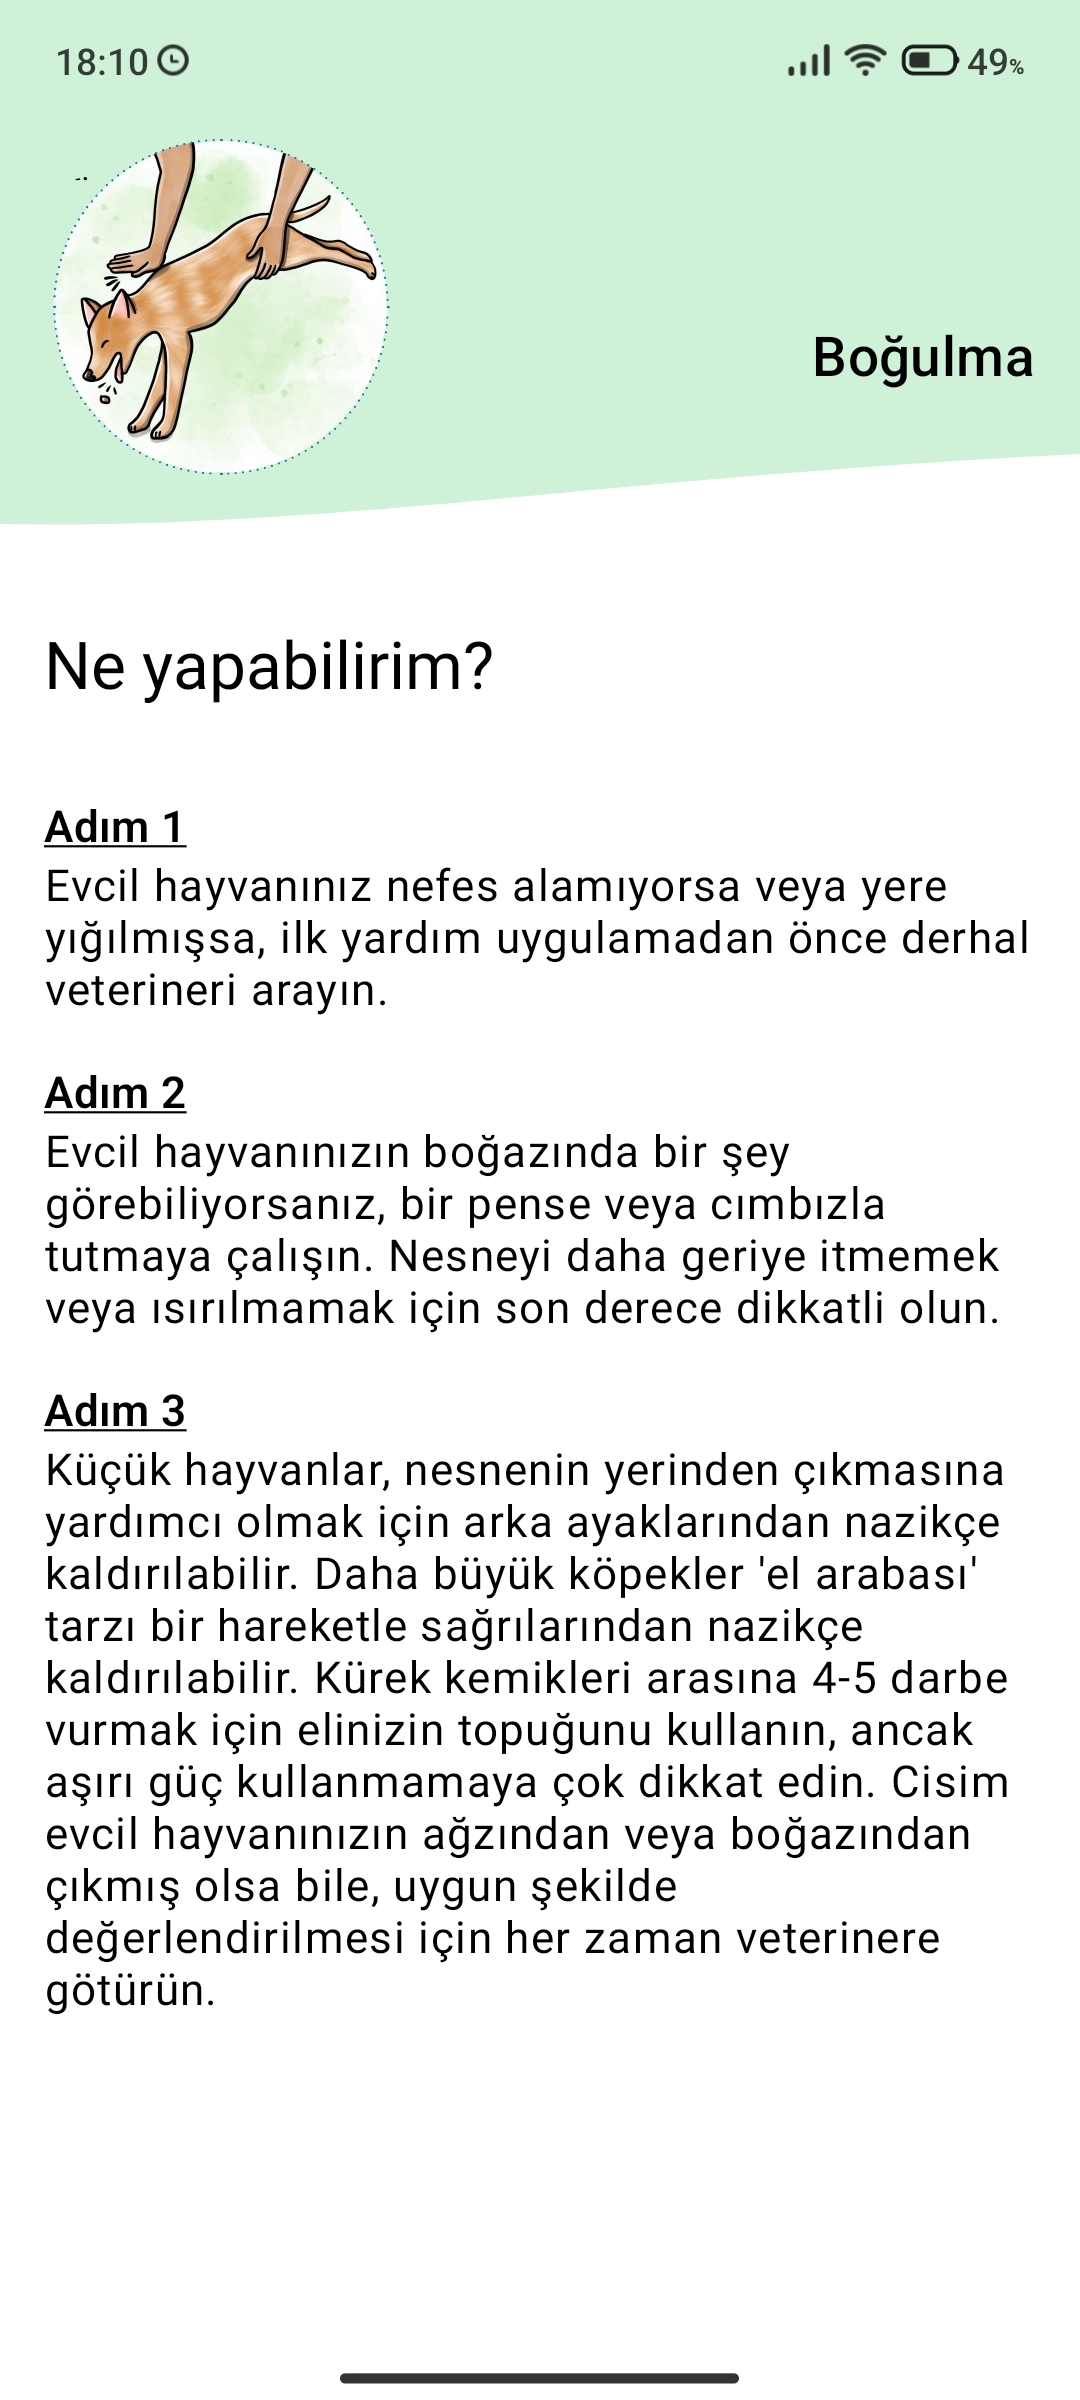 18:10
49%
Boğulma
Ne yapabilirim?
Adım 1
Evcil hayvanınız nefes alamıyorsa veya yere
yığılmışsa, ilk yardım uygulamadan önce derhal
veterineri arayın.
Adım 2
Evcil hayvanınızın boğazında bir şey
görebiliyorsanız, bir pense veya cımbızla
tutmaya çalışın. Nesneyi daha geriye itmemek
veya ısırılmamak için son derece dikkatli olun.
Adım 3
Küçük hayvanlar, nesnenin yerinden çıkmasına
yardımcı olmak için arka ayaklarından nazikçe
kaldırılabilir. Daha büyük köpekler 'el arabası'
tarzı bir hareketle sağrılarından nazikçe
kaldırılabilir. Kürek kemikleri arasına 4-5 darbe
vurmak için elinizin topuğunu kullanın, ancak
aşırı güç kullanmamaya çok dikkat edin. Cisim
evcil hayvanınızın ağzından veya boğazından
çıkmış olsa bile, uygun şekilde
değerlendirilmesi için her zaman veterinere
götürün.